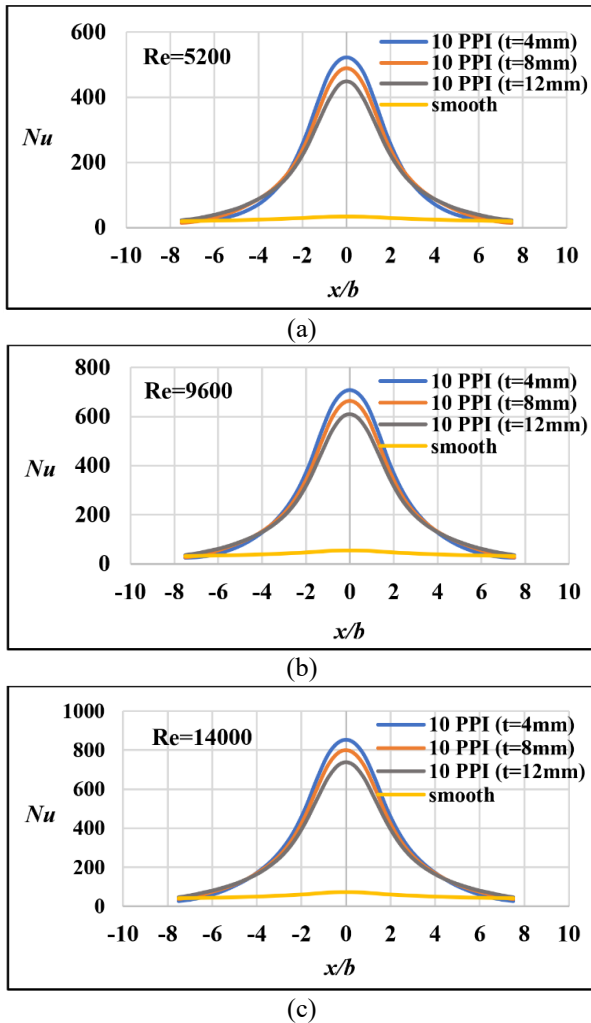 600
Re=5200
10 PPI (t=4mm)
10 PPI (t=8mm)
400
10 PPI (t=12mm)
smooth
Nu
200
0
-10 -8 -6 -4 -2 0 2 4 6 8 10
x/b
(a)
800
Re=9600
10 PPI (t=4mm)
10 PPI (t=8mm)
600
10 PPI (t=12mm)
smooth
Nu
400
200
0
-10 -8 -6 -4 -2 0 2 4 6 8 10
x/b
(b)
1000
Re=14000
10 PPI (t=4mm)
800
10 PPI (t=8mm)
10 PPI (t=12mm)
600
smooth
Nu
400
200
0
-10 -8 -6 -4 -2 0 2 4 6 8 10
x/b
(c)